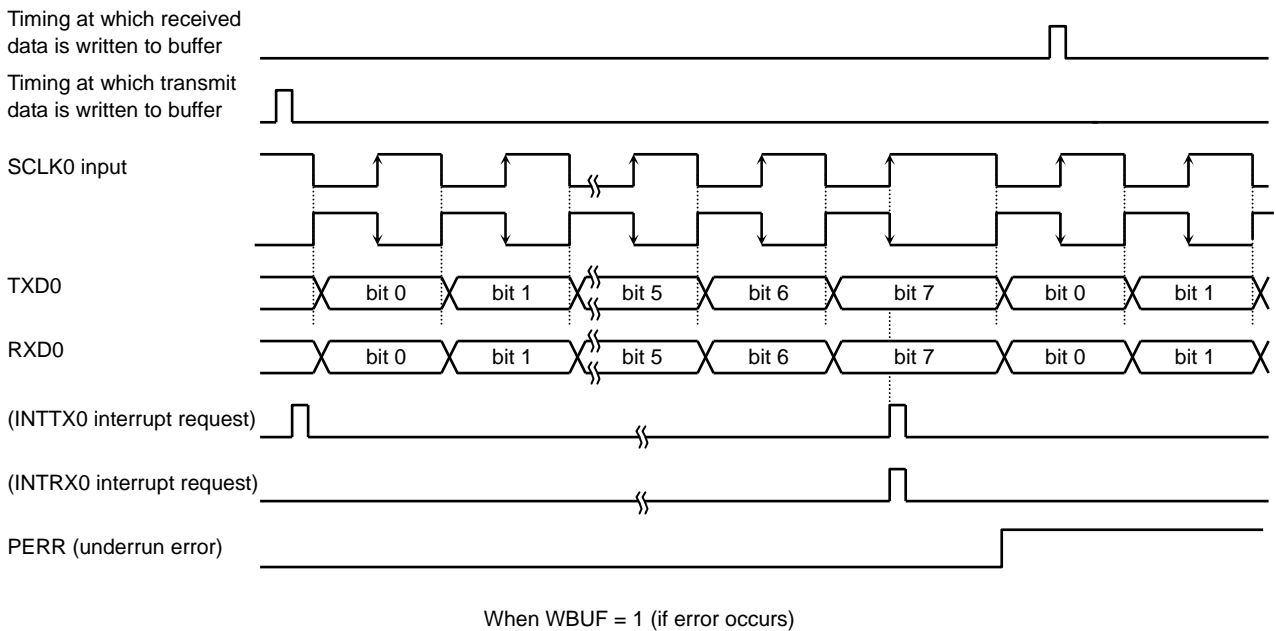 Timing at which received
data is written to buffer
Timing at which transmit
data is written to buffer
SCLK0 input
TXD0
bit 0 bit 1 bit 5 bit 6 bit 7 bit 0 bit 1
RXD0
bit 0 bit 1 bit 5 bit 6 bit 7 bit 0 bit 1
(INTTX0 interrupt request)
(INTRX0 interrupt request)
PERR (underrun error)
When WBUF = 1 (if error occurs)